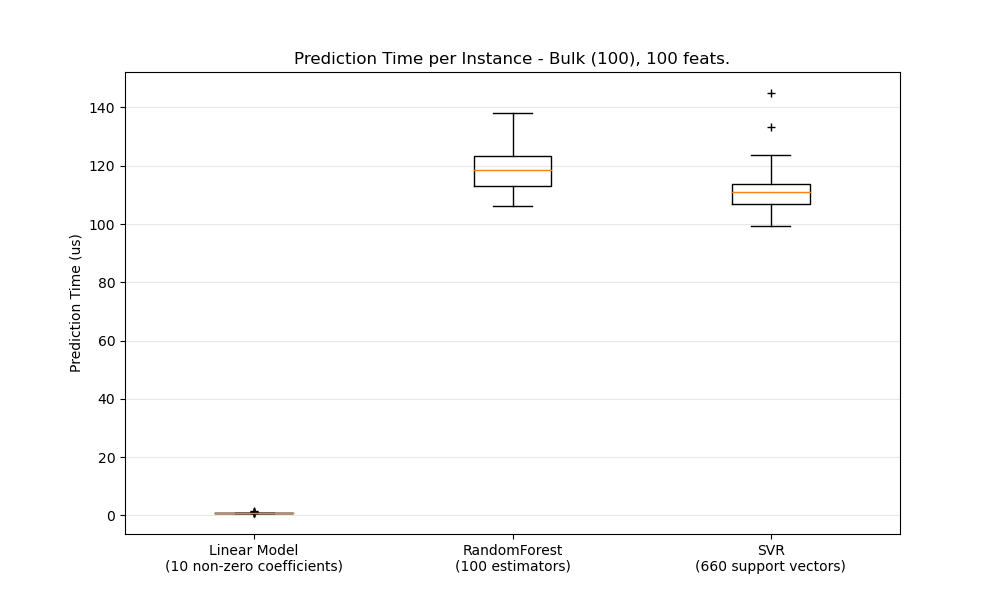 Prediction Time per Instance - Bulk (100), 100 feats.
Prediction Time (us)
140
120
100
80
60
40
20
0
Linear Model
(10 non-zero coefficients)
RandomForest
(100 estimators)
SVR
(660 support vectors)